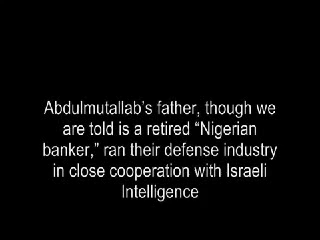 Abdulmutallab's father, though we
are told is a retired “Nigerian
banker,” ran their defense industry
in close cooperation with Israeli
Intelligence